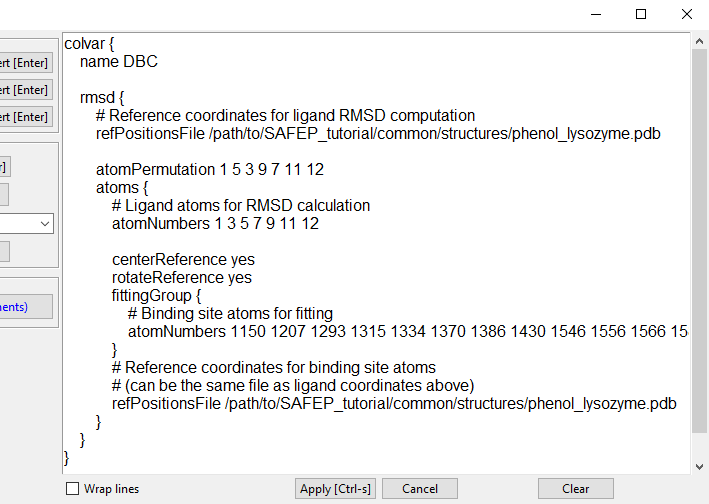 colvar {
name DBC
rmsd {
# Reference coordinates for ligand RMSD computation
refPositionsFile /path/to/SAFEP_tutorial/common/structures/phenol_lysozyme.pdb
atomPermutation 1 5 3 9 7 11 12
atoms {
# Ligand atoms for RMSD calculation
atomNumbers 1 3 5 7 9 11 12
centerReference yes
rotateReference yes
fittingGroup {
# Binding site atoms for fitting
atomNumbers 1150 1207 1293 1315 1334 1370 1386 1430 1546 1556 1566
}
# Reference coordinates for binding site atoms
# (can be the same file as ligand coordinates above)
refPositionsFile /path/to/SAFEP_tutorial/common/structures/phenol_lysozyme.pdb
}
}
}
ert [Enter]
ert [Enter]
ert [Enter]
r]
nents)
Wrap lines
Apply [Ctrl-s]
Cancel
Clear